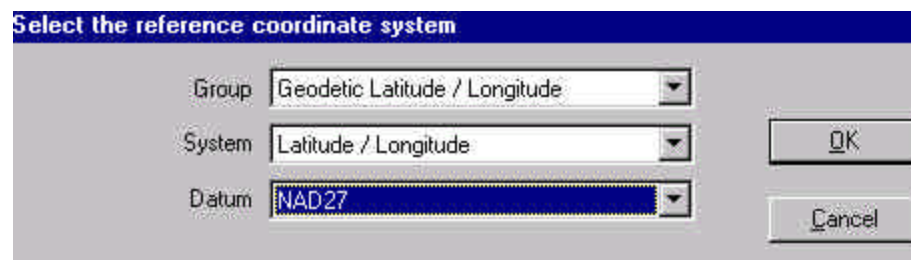 Select the reference coordinate system
Group Geodetic Latitude / Longitude
System Latitude / Longitude
OK
Datum NAD27
Cancel